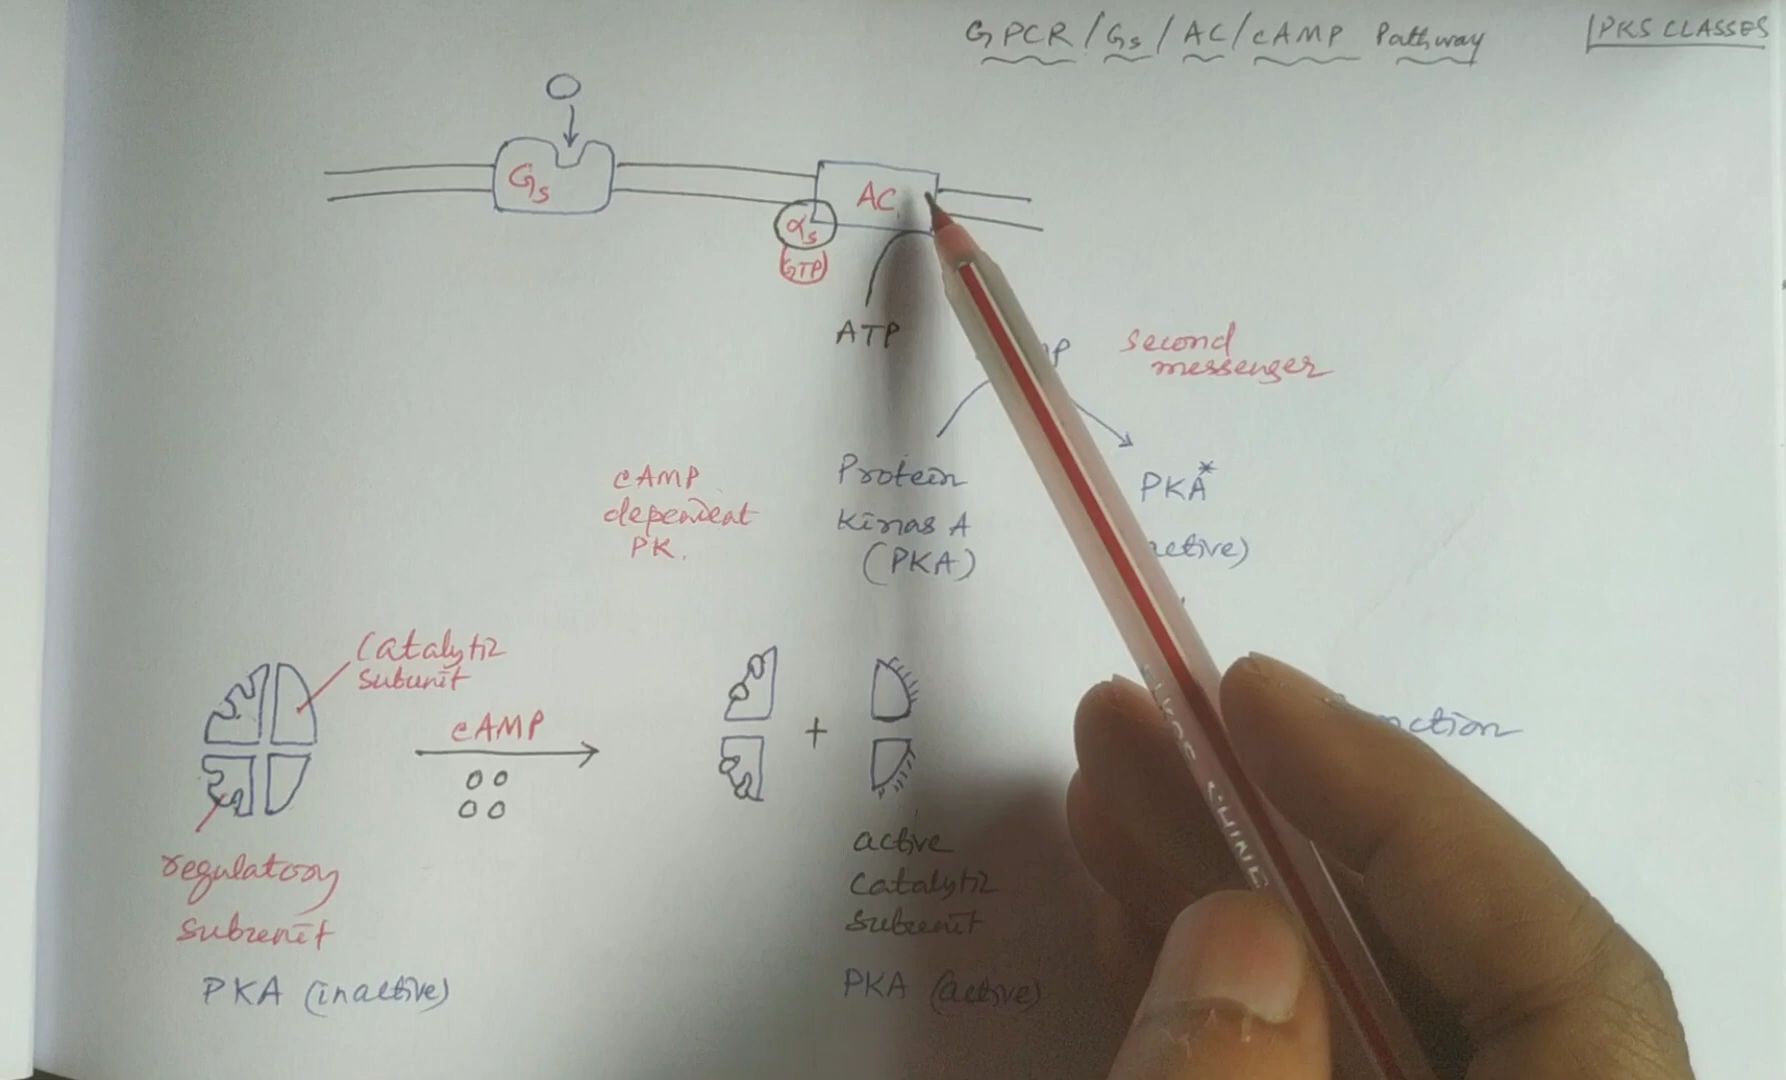 GPCR/Gs/AC/cAMP Pathway
PKS CLASSES
Gs
AC
αs
GTP
ATP
second
messenger
cAMP
dependent
PK.
Protein
Kinas A
(PKA)
PKA*
Catalytic
subunit
cAMP
+
regulatory
subunit
PKA (inactive)
active
catalytic
subunit
PKA (active)